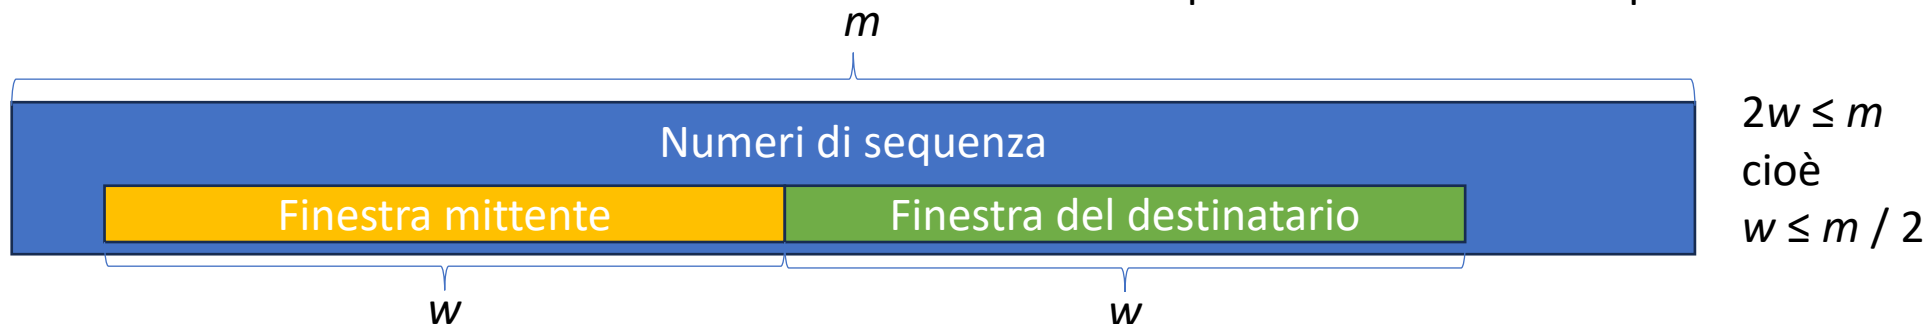 m
Numeri di sequenza
Finestra mittente
Finestra del destinatario
w
w
2w ≤ m
cioè
w ≤ m / 2